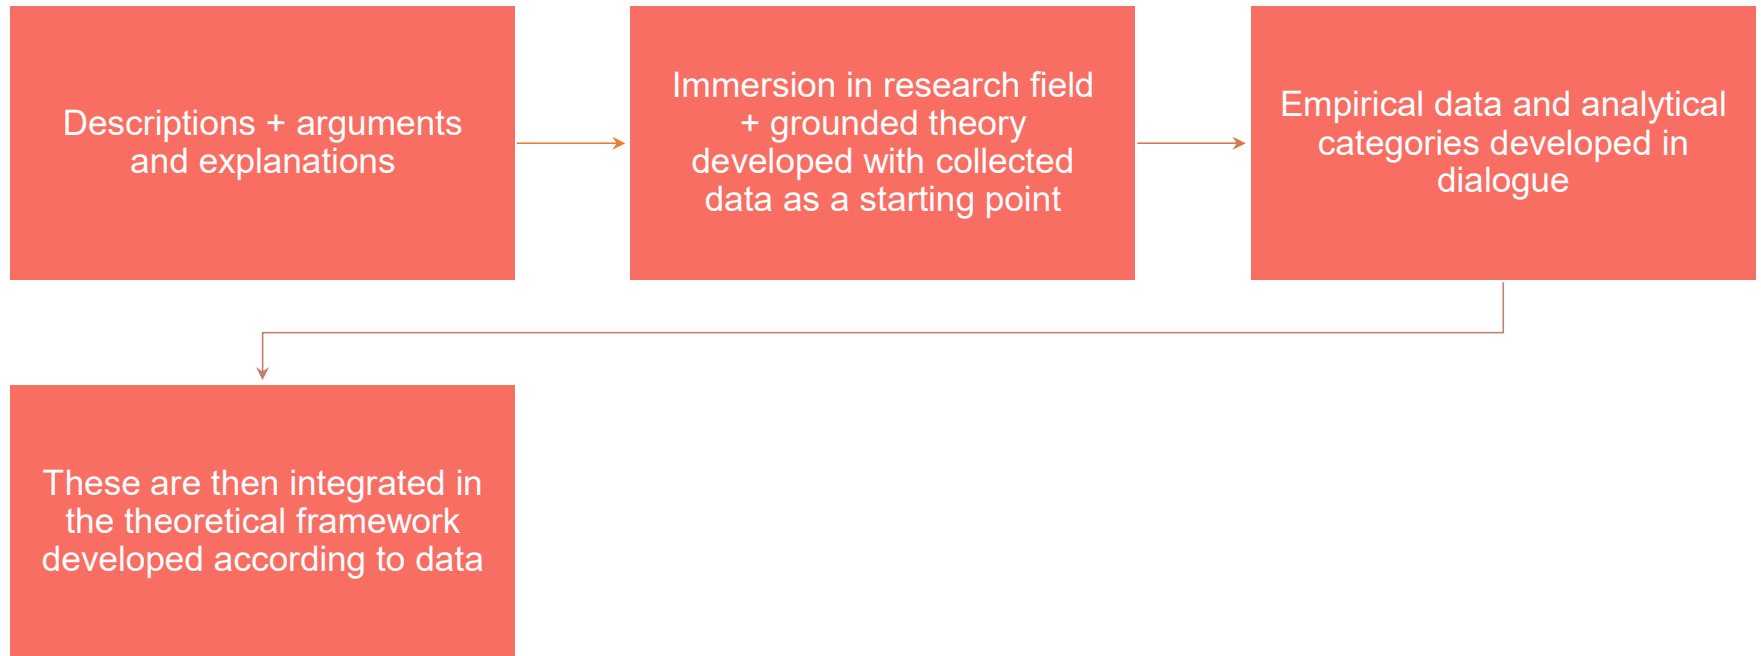 Descriptions + arguments
and explanations
Immersion in research field
+ grounded theory
developed with collected
data as a starting point
Empirical data and analytical
categories developed in
dialogue
These are then integrated in
the theoretical framework
developed according to data